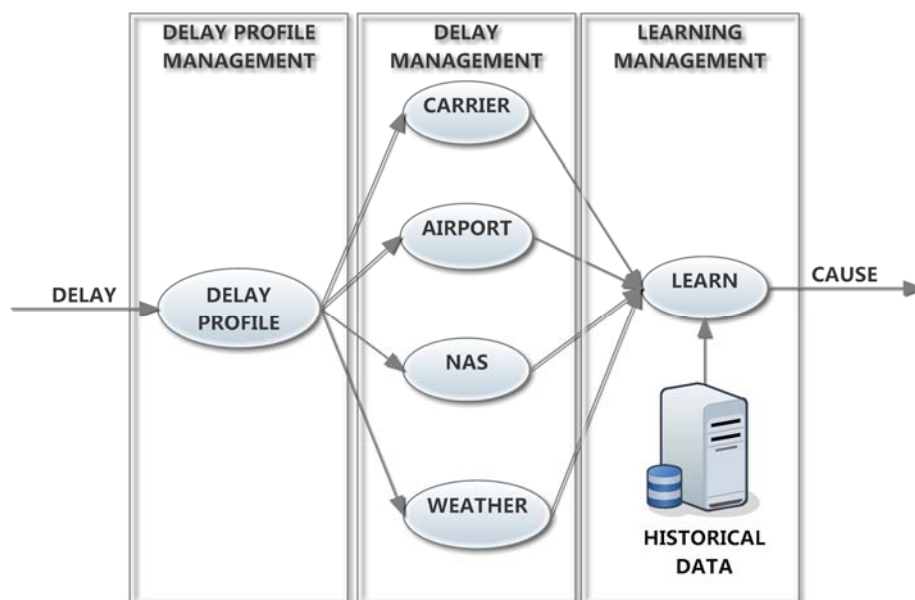 DELAY PROFILE
MANAGEMENT
DELAY
MANAGEMENT
LEARNING
MANAGEMENT
CARRIER
AIRPORT
DELAY
DELAY
PROFILE
LEARN
CAUSE
NAS
WEATHER
HISTORICAL
DATA